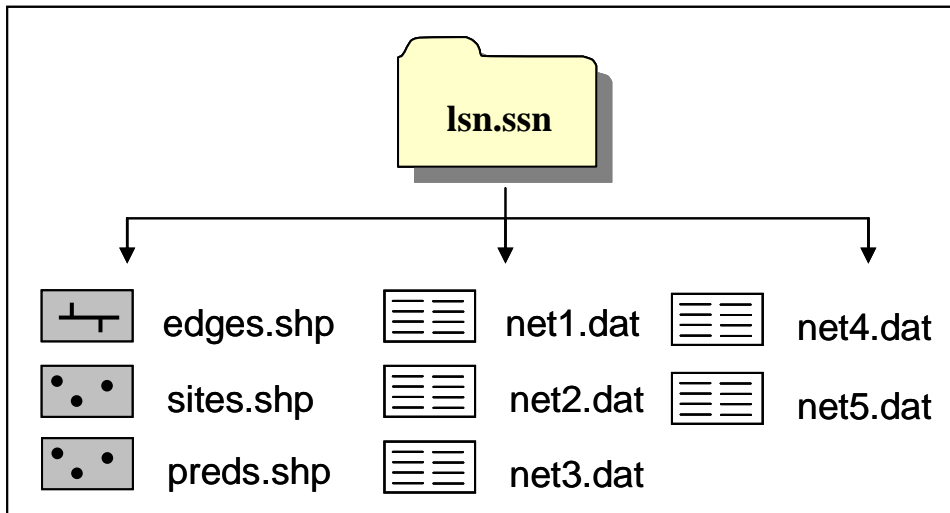 lsn.ssn
edges.shp
sites.shp
preds.shp
net1.dat
net2.dat
net3.dat
net4.dat
net5.dat